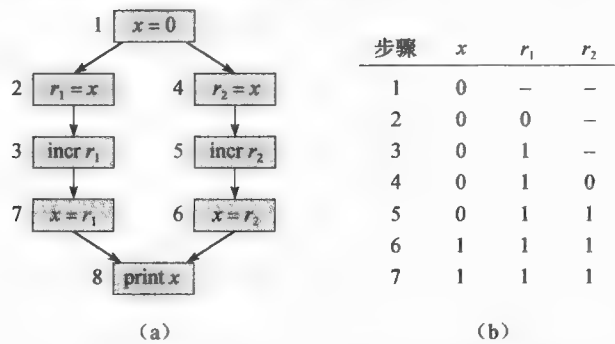 1 x = 0
2 r₁ = x 4 r₂ = x
3 incr r₁ 5 incr r₂
7 x = r₁ 6 x = r₂
8 print x
(a)
步骤 x r₁ r₂
1 0 – –
2 0 0 –
3 0 1 –
4 0 1 0
5 0 1 1
6 1 1 1
7 1 1 1
(b)